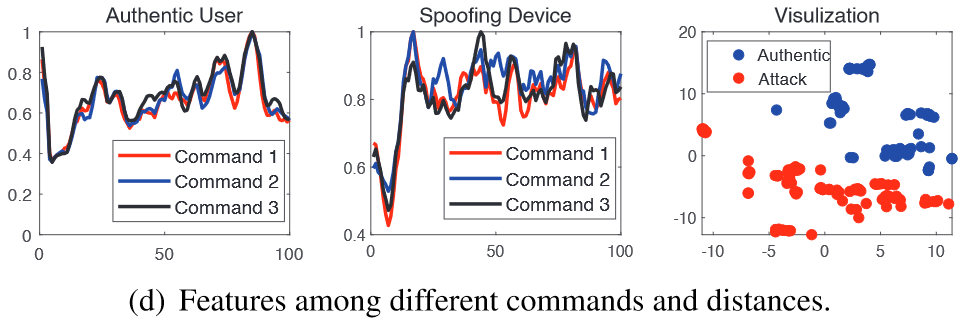 Authentic User
Spoofing Device
Visulization
1
0.8
0.6
0.4
0.2
0
0
50
100
Command 1
Command 2
Command 3
1
0.8
0.6
0.4
0
50
100
Command 1
Command 2
Command 3
20
10
0
-10
-10
-5
0
5
10
Authentic
Attack
(d) Features among different commands and distances.